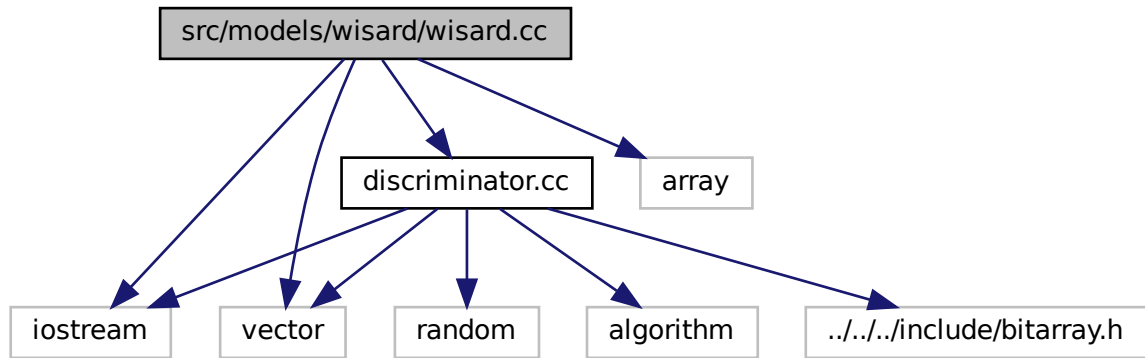 src/models/wisard/wisard.cc
discriminator.cc
array
iostream
vector
random
algorithm
../../../include/bitarray.h